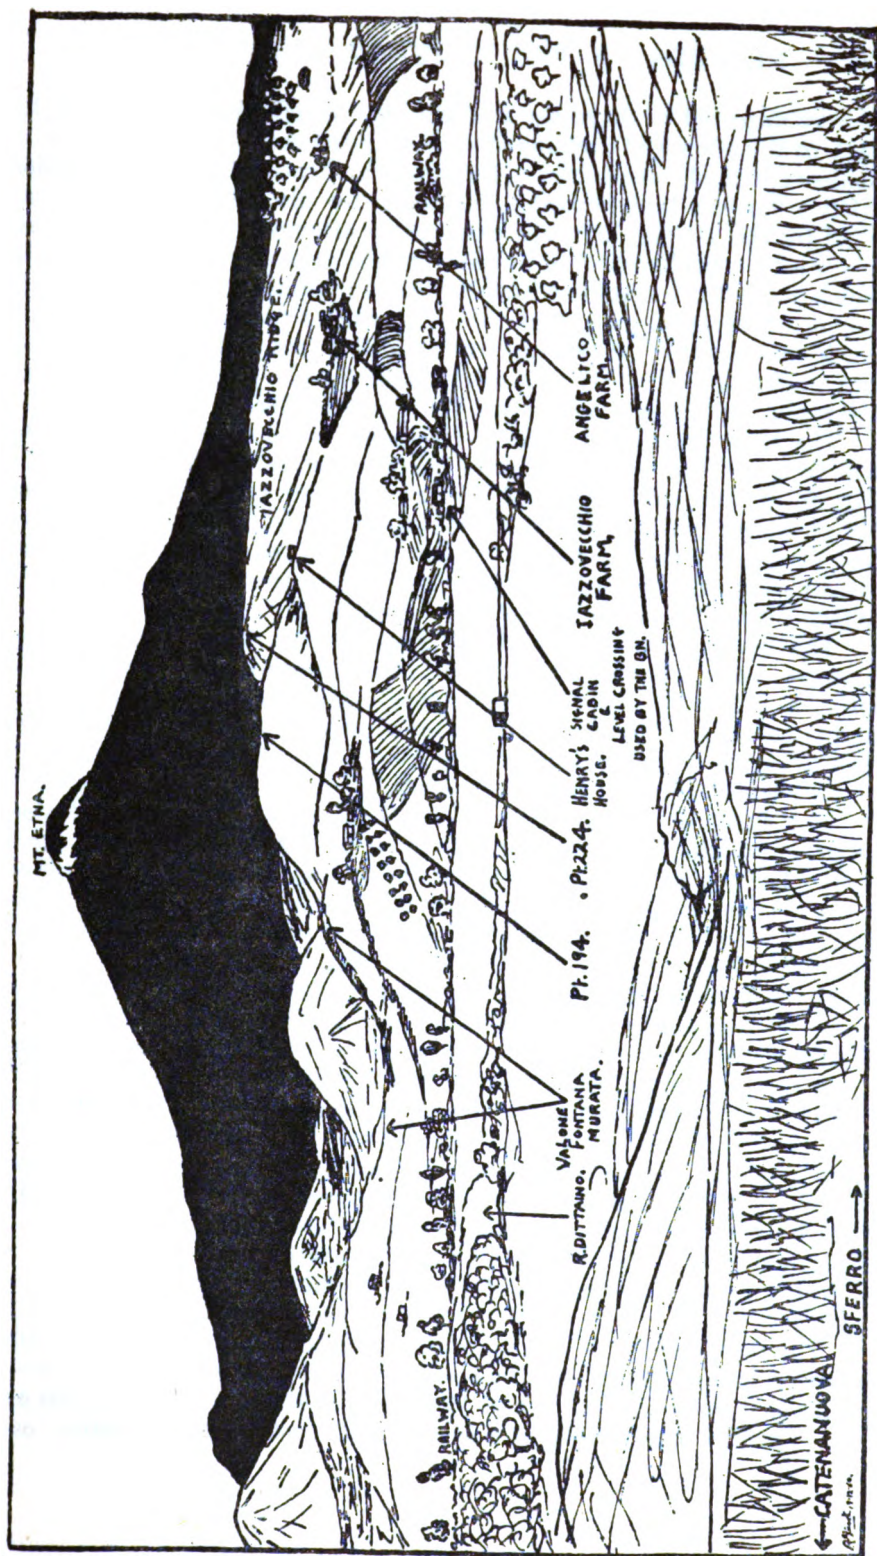 MT. ETNA.
IAZZOVECCHIO RIDGE.
RAILWAY.
RAILWAY.
R. DITTAINO.
VALONE
FONTANA
MURATA.
Pt. 194.
Pt. 224.
HENRY'S
HOUSE.
SIGNAL
CABIN
&
LEVEL CROSSING
USED BY THE BN.
IAZZOVECCHIO
FARM.
ANGELICO
FARM.
←CATENANUOVA
SFERRO →